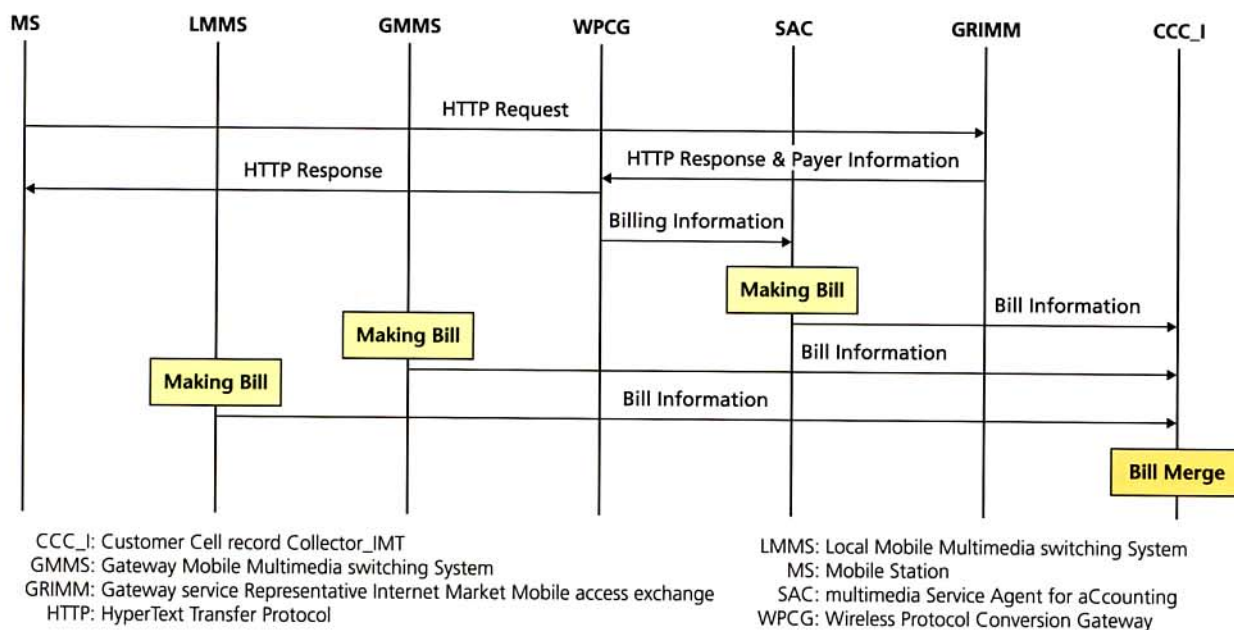 MS LMMS GMMS WPCG SAC GRIMM CCC_I
HTTP Request
HTTP Response & Payer Information
HTTP Response
Billing Information
Making Bill
Bill Information
Making Bill
Bill Information
Making Bill
Bill Information
Bill Merge
CCC_I: Customer Cell record Collector_IMT
GMMS: Gateway Mobile Multimedia switching System
GRIMM: Gateway service Representative Internet Market Mobile access exchange
HTTP: HyperText Transfer Protocol
LMMS: Local Mobile Multimedia switching System
MS: Mobile Station
SAC: multimedia Service Agent for aCcounting
WPCG: Wireless Protocol Conversion Gateway